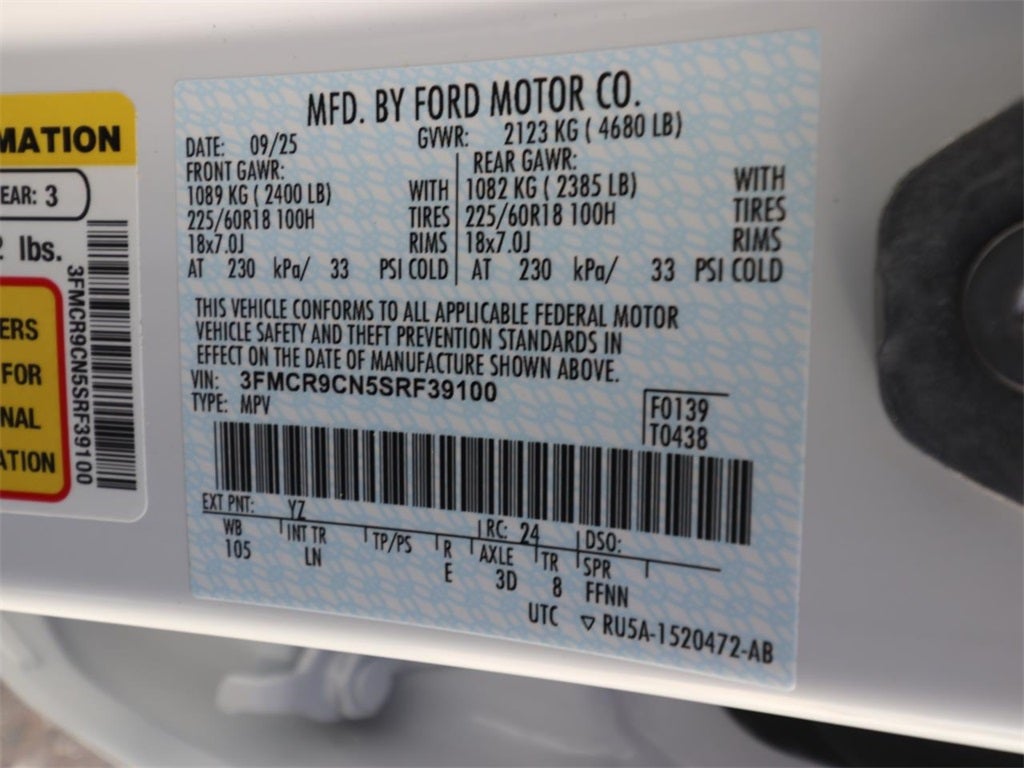 MATION
EAR: 3
2 lbs.
ERS
FOR
NAL
ATION
3FMCR9CN5SRF39100
MFD. BY FORD MOTOR CO.
DATE: 09/25 GVWR: 2123 KG ( 4680 LB)
FRONT GAWR: REAR GAWR:
1089 KG ( 2400 LB) WITH 1082 KG ( 2385 LB) WITH
225/60R18 100H TIRES 225/60R18 100H TIRES
18x7.0J RIMS 18x7.0J RIMS
AT 230 kPa/ 33 PSI COLD AT 230 kPa/ 33 PSI COLD
THIS VEHICLE CONFORMS TO ALL APPLICABLE FEDERAL MOTOR
VEHICLE SAFETY AND THEFT PREVENTION STANDARDS IN
EFFECT ON THE DATE OF MANUFACTURE SHOWN ABOVE.
VIN: 3FMCR9CN5SRF39100
TYPE: MPV
F0139
T0438
EXT PNT: YZ RC: 24 DSO:
WB INT TR TP/PS R AXLE TR SPR
105 LN E 3D 8 FFNN
UTC ▽ RU5A-1520472-AB